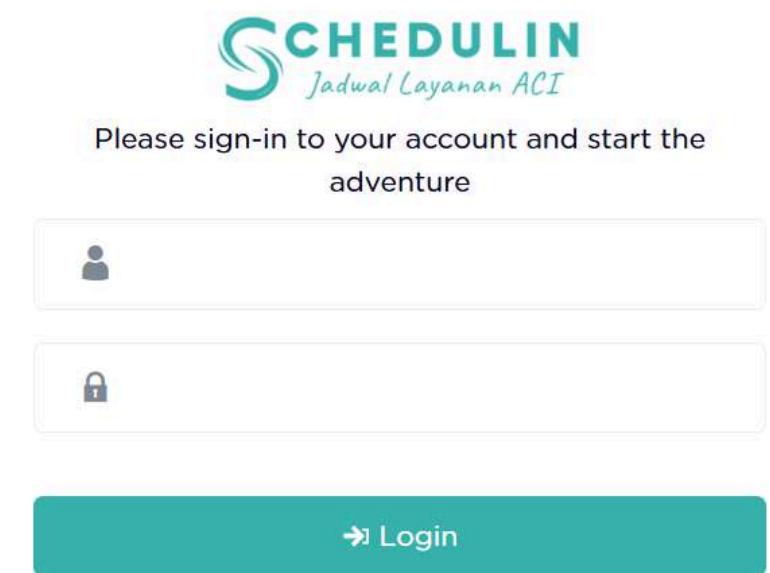 SCHEDULIN
Jadwal Layanan ACI
Please sign-in to your account and start the
adventure
Login